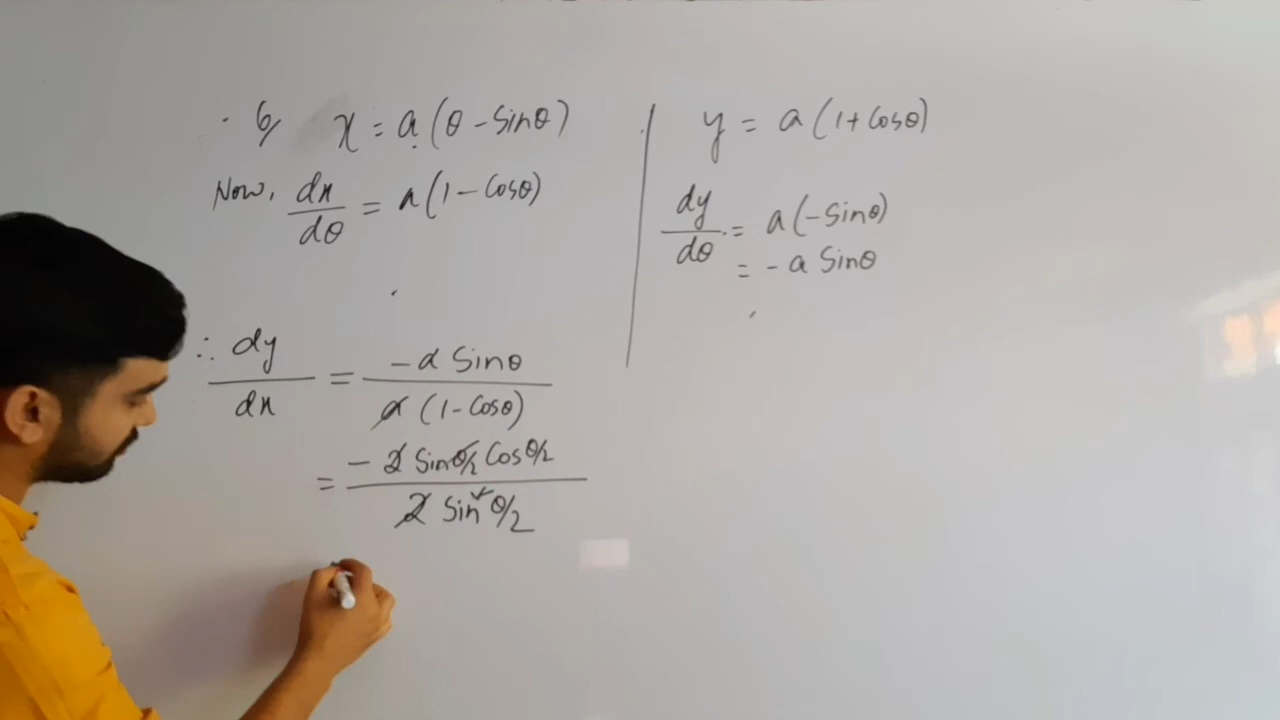 6/ x = a (θ - Sinθ)
Now, dx/dθ = a (1 - Cosθ)
y = a (1 + Cosθ)
dy/dθ = a (-Sinθ)
= -a Sinθ
∴ dy/dx = -a Sinθ / a (1 - Cosθ)
= -2 Sinθ/2 Cosθ/2 / 2 Sin² θ/2